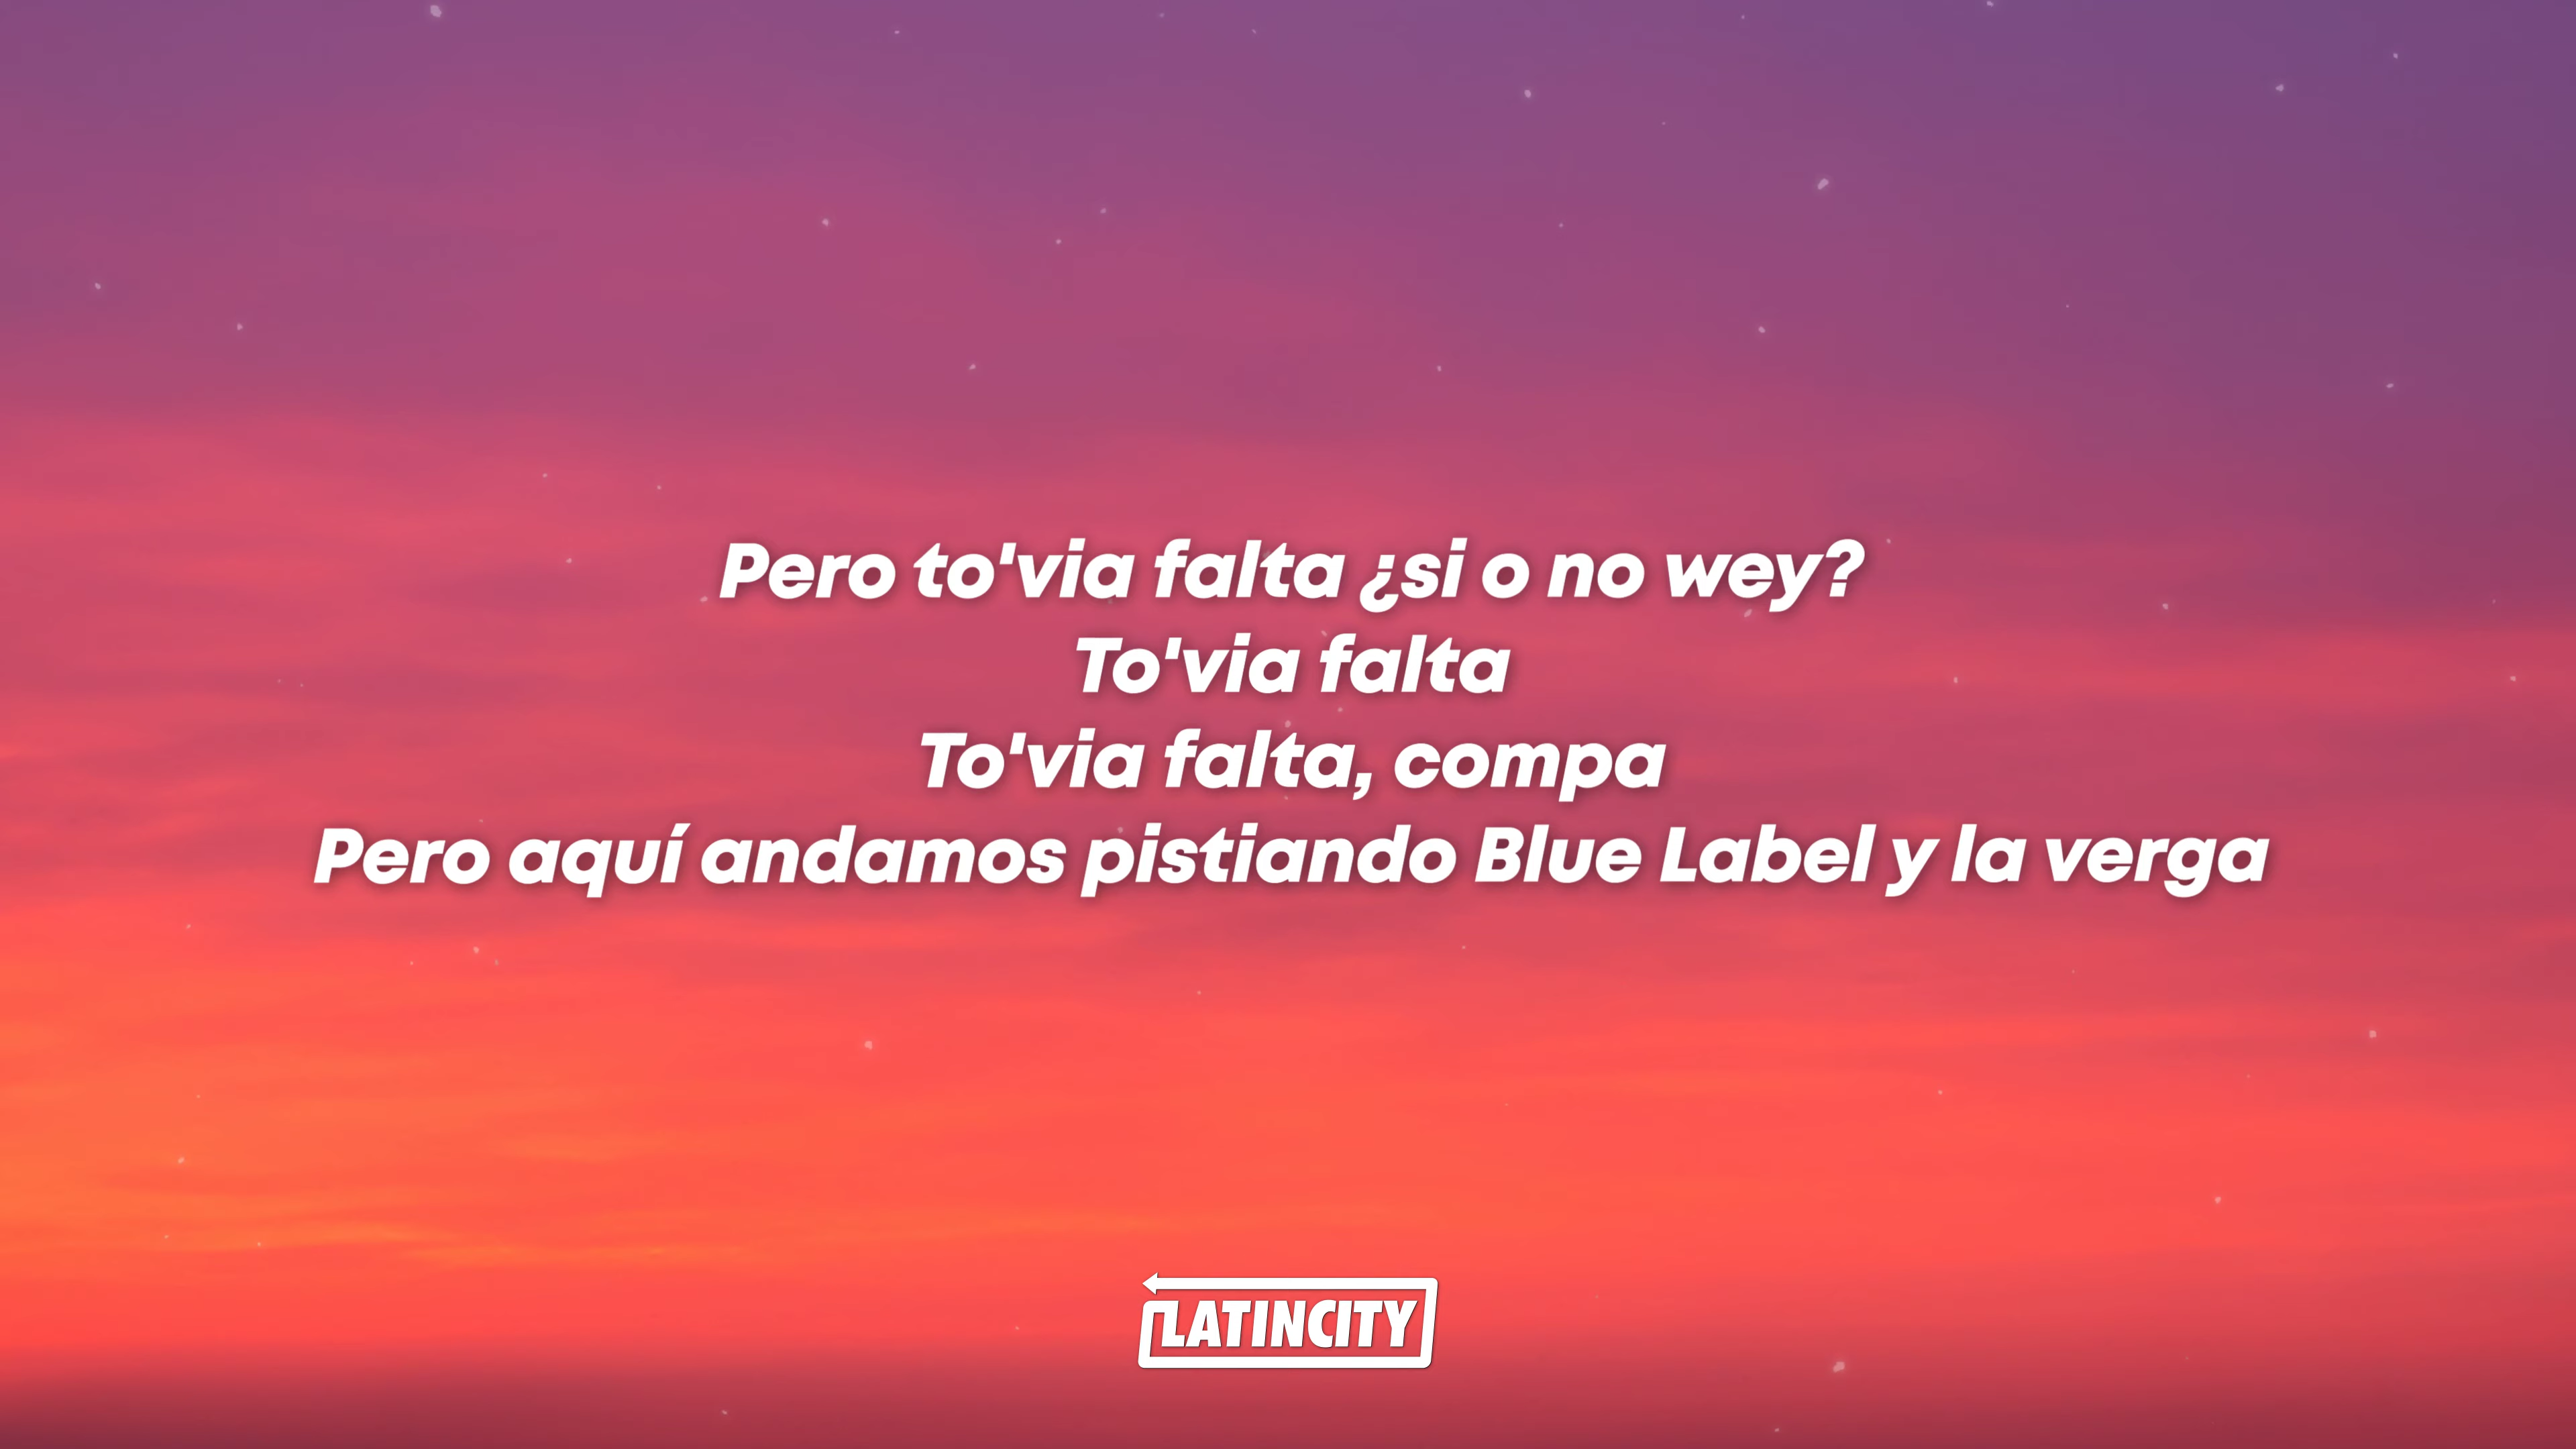 Pero to'via falta ¿si o no wey?
To'via falta
To'via falta, compa
Pero aquí andamos pistiando Blue Label y la verga
LATINCITY